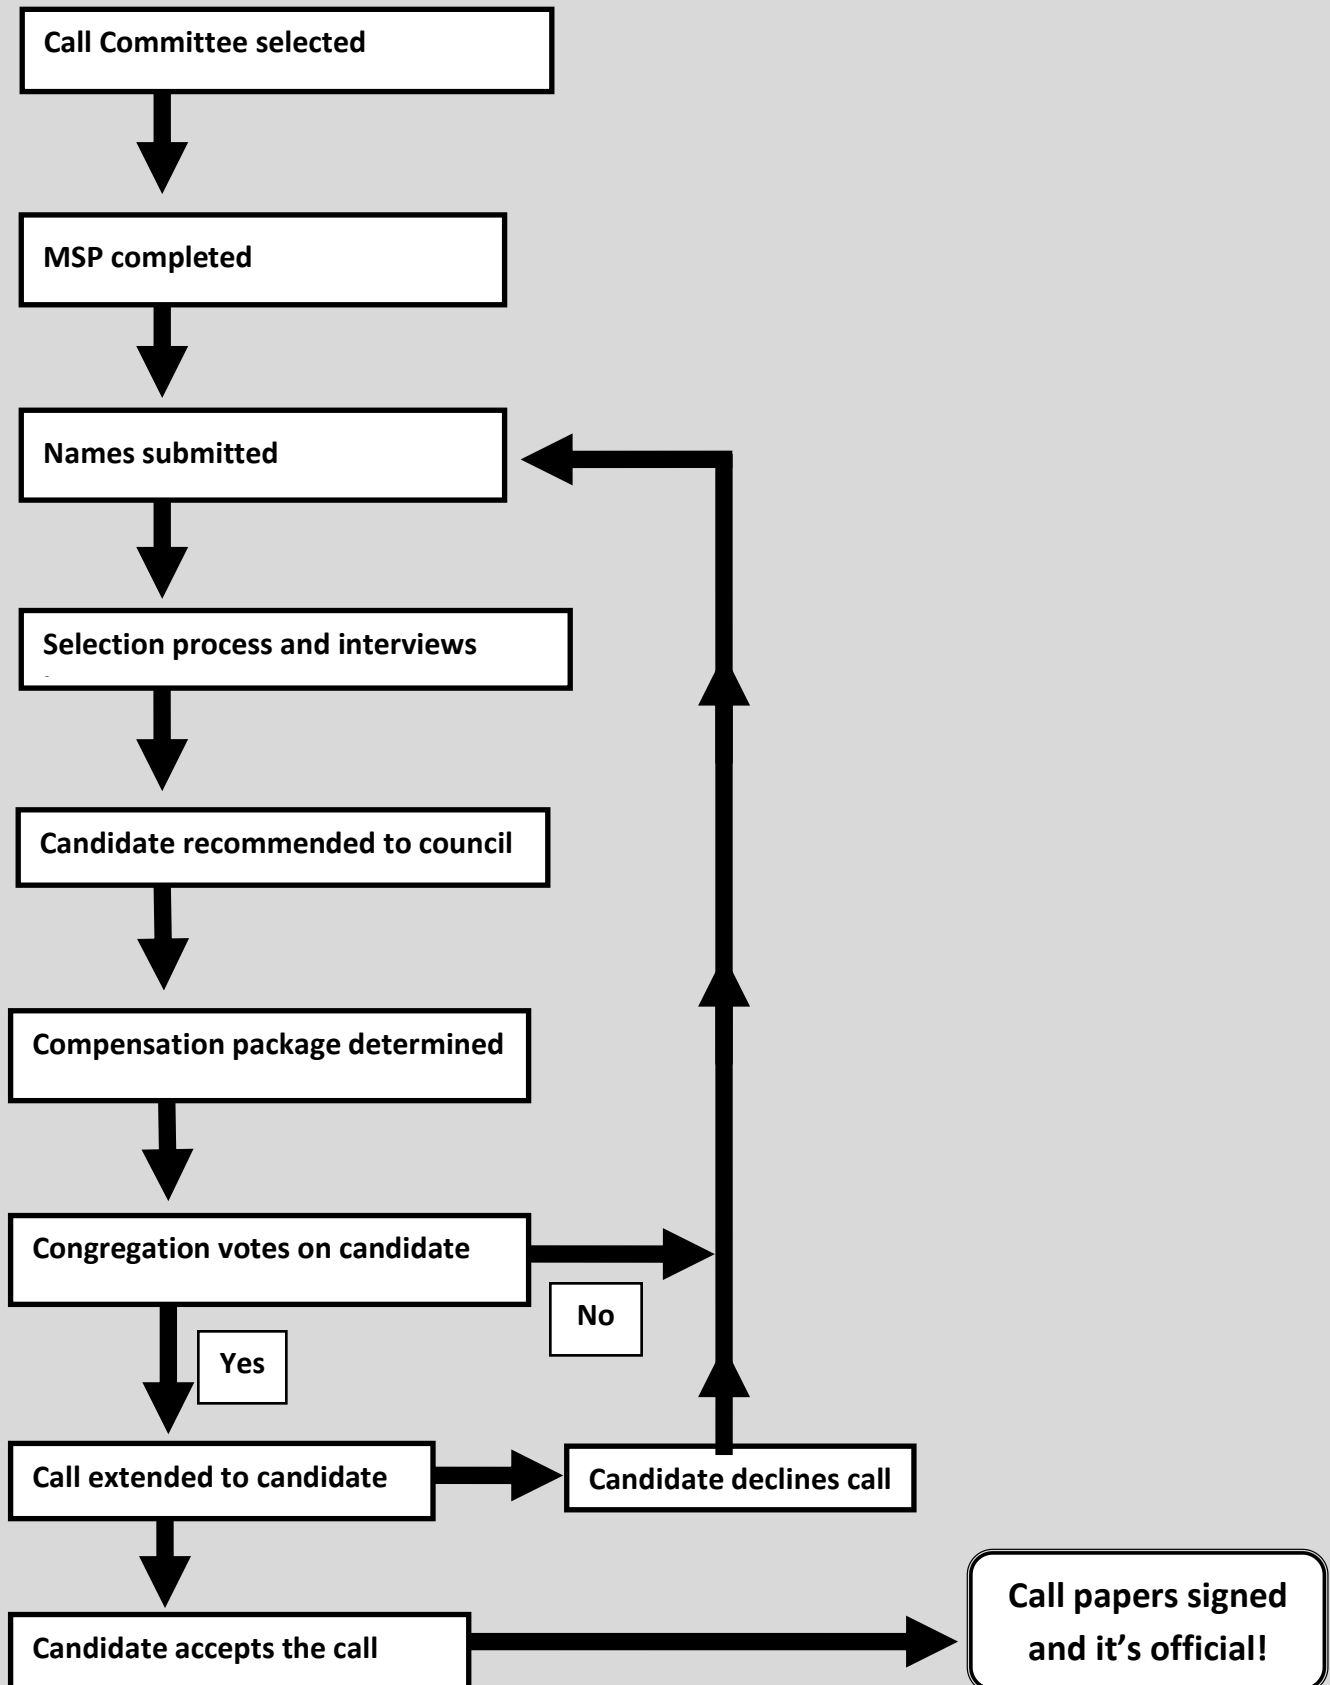 Call Committee selected
MSP completed
Names submitted
Selection process and interviews
Candidate recommended to council
Compensation package determined
Congregation votes on candidate
No
Yes
Call extended to candidate
Candidate declines call
Candidate accepts the call
Call papers signed
and it’s official!